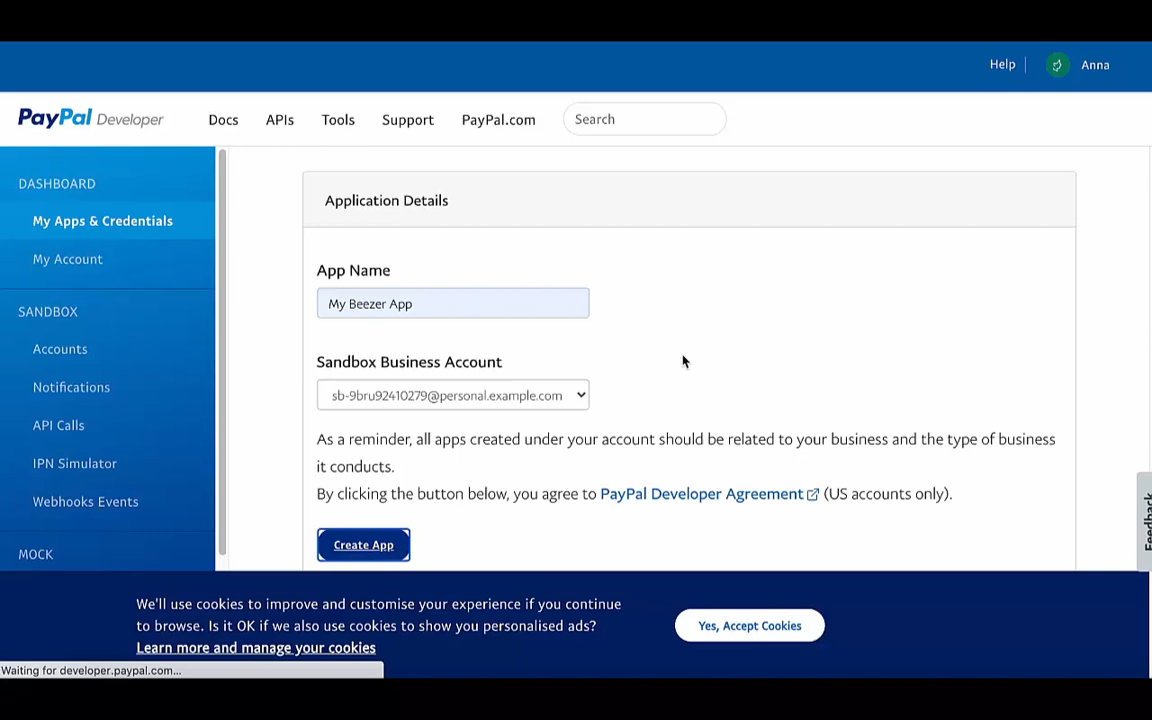 Help
Anna
PayPal Developer
Docs
APIs
Tools
Support
PayPal.com
Search
DASHBOARD
My Apps & Credentials
My Account
SANDBOX
Accounts
Notifications
API Calls
IPN Simulator
Webhooks Events
MOCK
Application Details
App Name
My Beezer App
Sandbox Business Account
sb-9bru92410279@personal.example.com
As a reminder, all apps created under your account should be related to your business and the type of business
it conducts.
By clicking the button below, you agree to PayPal Developer Agreement (US accounts only).
Create App
Feedback
We'll use cookies to improve and customise your experience if you continue
to browse. Is it OK if we also use cookies to show you personalised ads?
Learn more and manage your cookies
Yes, Accept Cookies
Waiting for developer.paypal.com...